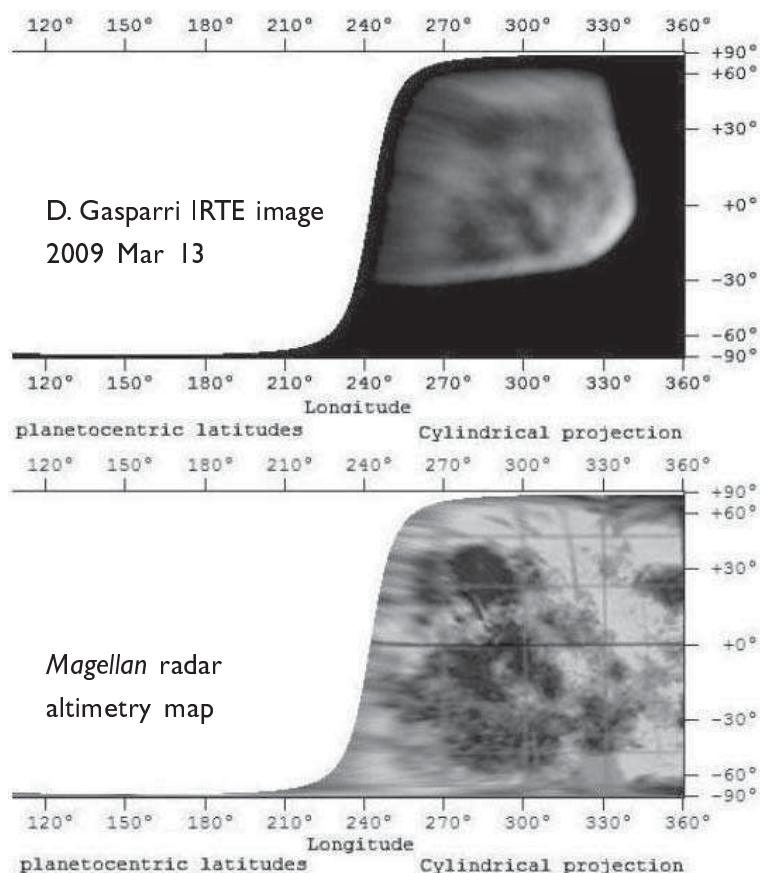 120° 150° 180° 210° 240° 270° 300° 330° 360°
+90°
+60°
+30°
D. Gasparri IRTE image
+0°
2009 Mar 13
-30°
-60°
-90°
120° 150° 180° 210° 240° 270° 300° 330° 360°
Longitude
planetocentric latitudes Cylindrical projection
120° 150° 180° 210° 240° 270° 300° 330° 360°
+90°
+60°
+30°
Magellan radar
+0°
altimetry map
-30°
-60°
-90°
120° 150° 180° 210° 240° 270° 300° 330° 360°
Longitude
planetocentric latitudes Cylindrical projection